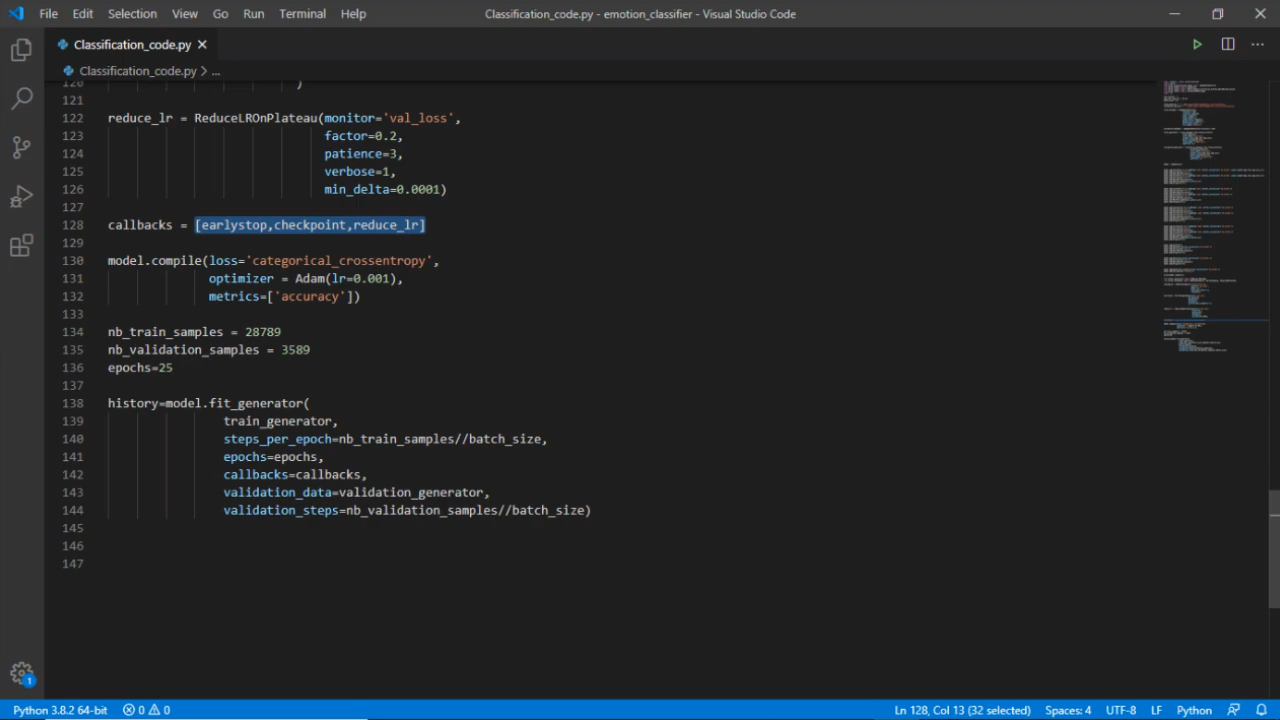 File Edit Selection View Go Run Terminal Help
Classification_code.py - emotion_classifier - Visual Studio Code
Classification_code.py
Classification_code.py > ...
120 )
121
122 reduce_lr = ReduceLROnPlateau(monitor='val_loss',
123 factor=0.2,
124 patience=3,
125 verbose=1,
126 min_delta=0.0001)
127
128 callbacks = [earlystop,checkpoint,reduce_lr]
129
130 model.compile(loss='categorical_crossentropy',
131 optimizer = Adam(lr=0.001),
132 metrics=['accuracy'])
133
134 nb_train_samples = 28789
135 nb_validation_samples = 3589
136 epochs=25
137
138 history=model.fit_generator(
139 train_generator,
140 steps_per_epoch=nb_train_samples//batch_size,
141 epochs=epochs,
142 callbacks=callbacks,
143 validation_data=validation_generator,
144 validation_steps=nb_validation_samples//batch_size)
145
146
147
1
Python 3.8.2 64-bit 0 0 Ln 128, Col 13 (32 selected) Spaces: 4 UTF-8 LF Python